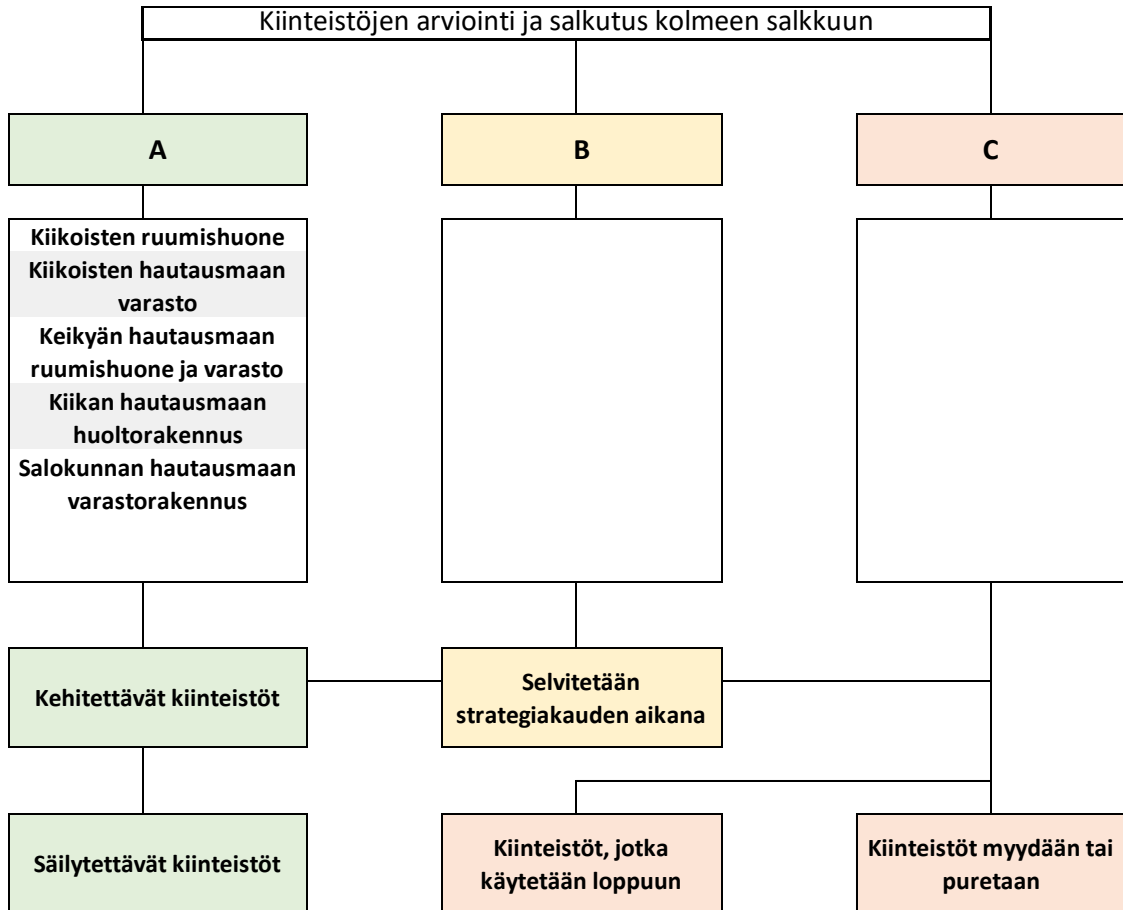 Kiinteistöjen arviointi ja salkutus kolmeen salkkuun
A
B
C
Kiikoisten ruumishuone
Kiikoisten hautausmaan
varasto
Keikyän hautausmaan
ruumishuone ja varasto
Kiikan hautausmaan
huoltorakennus
Salokunnan hautausmaan
varastorakennus
Kehitettävät kiinteistöt
Selvitetään
strategiakauden aikana
Säilytettävät kiinteistöt
Kiinteistöt, jotka
käytetään loppuun
Kiinteistöt myydään tai
puretaan